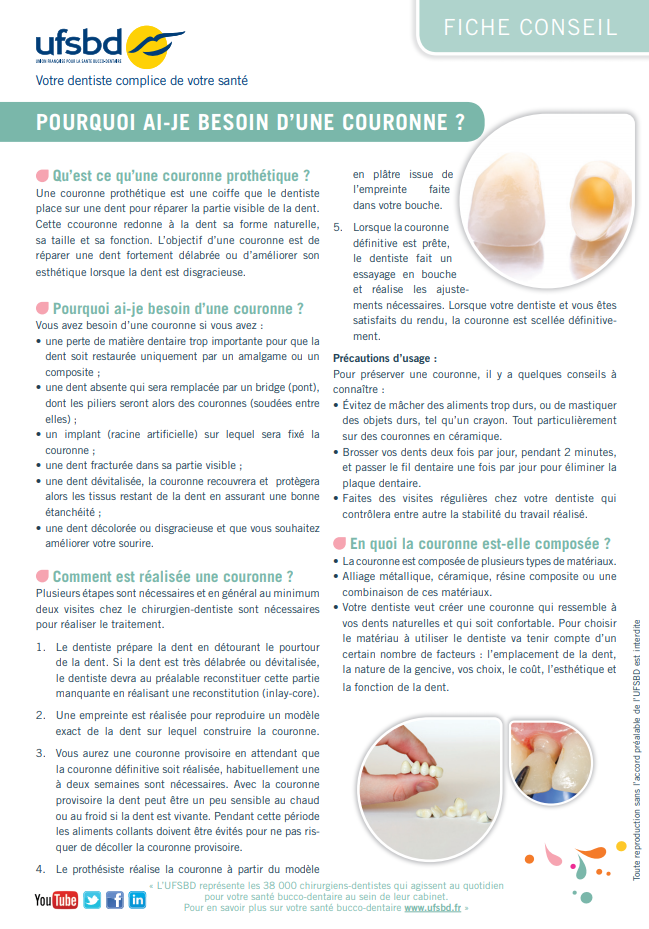 FICHE CONSEIL
ufsbd
UNION FRANÇAISE POUR LA SANTÉ BUCCO-DENTAIRE
Votre dentiste complice de votre santé
POURQUOI AI-JE BESOIN D'UNE COURONNE ?
Qu'est ce qu'une couronne prothétique ?
Une couronne prothétique est une coiffe que le dentiste
place sur une dent pour réparer la partie visible de la dent.
Cette ccouronne redonne à la dent sa forme naturelle,
sa taille et sa fonction. L'objectif d'une couronne est de
réparer une dent fortement délabrée ou d'améliorer son
esthétique lorsque la dent est disgracieuse.
Pourquoi ai-je besoin d'une couronne ?
Vous avez besoin d'une couronne si vous avez :
• une perte de matière dentaire trop importante pour que la
dent soit restaurée uniquement par un amalgame ou un
composite ;
• une dent absente qui sera remplacée par un bridge (pont),
dont les piliers seront alors des couronnes (soudées entre
elles) ;
• un implant (racine artificielle) sur lequel sera fixé la
couronne ;
• une dent fracturée dans sa partie visible ;
• une dent dévitalisée, la couronne recouvrera et protègera
alors les tissus restant de la dent en assurant une bonne
étanchéité ;
• une dent décolorée ou disgracieuse et que vous souhaitez
améliorer votre sourire.
Comment est réalisée une couronne ?
Plusieurs étapes sont nécessaires et en général au minimum
deux visites chez le chirurgien-dentiste sont nécessaires
pour réaliser le traitement.
1. Le dentiste prépare la dent en détourant le pourtour
de la dent. Si la dent est très délabrée ou dévitalisée,
le dentiste devra au préalable reconstituer cette partie
manquante en réalisant une reconstitution (inlay-core).
2. Une empreinte est réalisée pour reproduire un modèle
exact de la dent sur lequel construire la couronne.
3. Vous aurez une couronne provisoire en attendant que
la couronne définitive soit réalisée, habituellement une
à deux semaines sont nécessaires. Avec la couronne
provisoire la dent peut être un peu sensible au chaud
ou au froid si la dent est vivante. Pendant cette période
les aliments collants doivent être évités pour ne pas ris-
quer de décoller la couronne provisoire.
4. Le prothésiste réalise la couronne à partir du modèle
en plâtre issue de
l'empreinte faite
dans votre bouche.
5. Lorsque la couronne
définitive est prête,
le dentiste fait un
essayage en bouche
et réalise les ajuste-
ments nécessaires. Lorsque votre dentiste et vous êtes
satisfaits du rendu, la couronne est scellée définitive-
ment.
Précautions d'usage :
Pour préserver une couronne, il y a quelques conseils à
connaître :
• Évitez de mâcher des aliments trop durs, ou de mastiquer
des objets durs, tel qu'un crayon. Tout particulièrement
sur des couronnes en céramique.
• Brosser vos dents deux fois par jour, pendant 2 minutes,
et passer le fil dentaire une fois par jour pour éliminer la
plaque dentaire.
• Faites des visites régulières chez votre dentiste qui
contrôlera entre autre la stabilité du travail réalisé.
En quoi la couronne est-elle composée ?
• La couronne est composée de plusieurs types de matériaux.
• Alliage métallique, céramique, résine composite ou une
combinaison de ces matériaux.
• Votre dentiste veut créer une couronne qui ressemble à
vos dents naturelles et qui soit confortable. Pour choisir
le matériau à utiliser le dentiste va tenir compte d'un
certain nombre de facteurs : l'emplacement de la dent,
la nature de la gencive, vos choix, le coût, l'esthétique et
la fonction de la dent.
Toute reproduction sans l'accord préalable de l'UFSBD est interdite
YouTube
f
in
« L'UFSBD représente les 38 000 chirurgiens-dentistes qui agissent au quotidien
pour votre santé bucco-dentaire au sein de leur cabinet.
Pour en savoir plus sur votre santé bucco-dentaire www.ufsbd.fr »